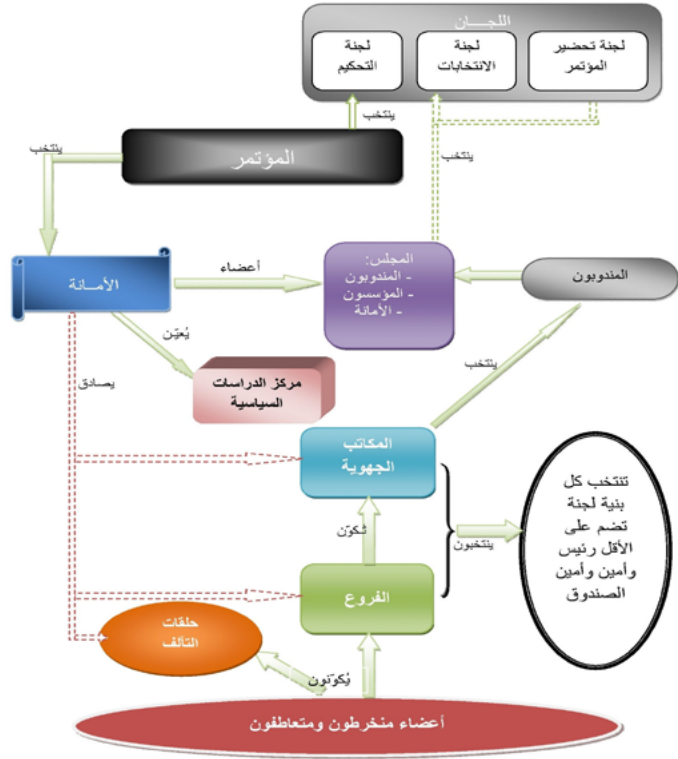 اللجـــان
لجنة تحضير
المؤتمر
لجنة
الانتخابات
لجنة
التحكيم
ينتخب
المؤتمر
ينتخب
ينتخب
المجلس:
- المندوبون
- المؤسسون
- الأمانة
المندوبون
أعضاء
الأمـــانة
يُعيّن
ينتخب
يصادق
مركز الدراسات
السياسية
المكاتب
الجهوية
تنتخب كل
بنية لجنة
تضم على
الأقل رئيس
وأمين وأمين
الصندوق
ينتخبون
تُكوّن
الفروع
حلقات
التآلف
يُكوّنون
أعضاء منخرطون ومتعاطفون